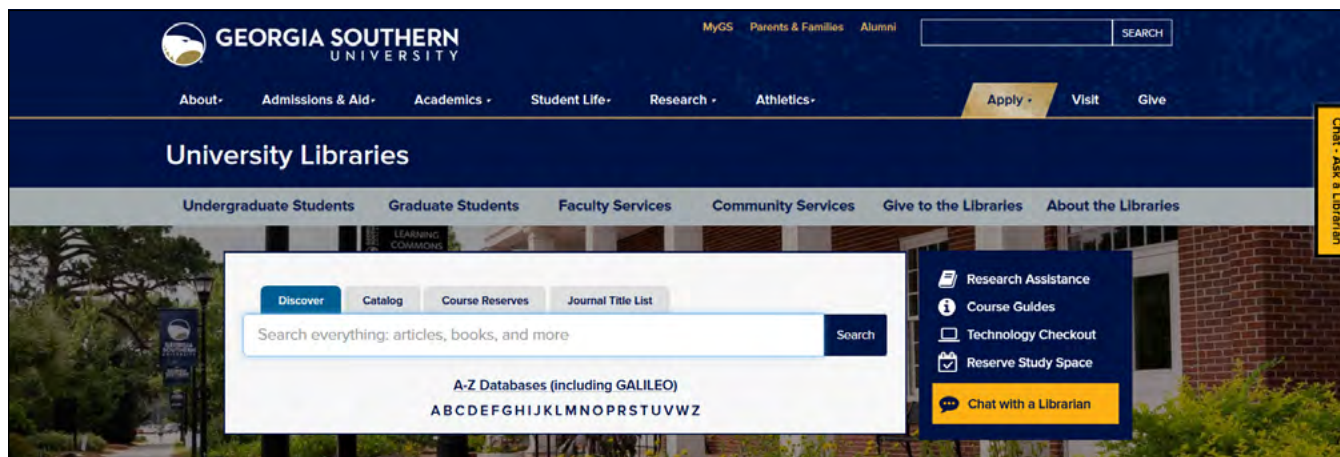 GEORGIA SOUTHERN
UNIVERSITY
MyGS Parents & Families Alumni
SEARCH
About Admissions & Aid Academics Student Life Research Athletics Apply Visit Give
University Libraries
Chat - Ask a Librarian
Undergraduate Students Graduate Students Faculty Services Community Services Give to the Libraries About the Libraries
LEARNING
COMMONS
Discover Catalog Course Reserves Journal Title List
Search everything: articles, books, and more Search
A-Z Databases (including GALILEO)
A B C D E F G H I J K L M N O P R S T U V W Z
Research Assistance
Course Guides
Technology Checkout
Reserve Study Space
Chat with a Librarian